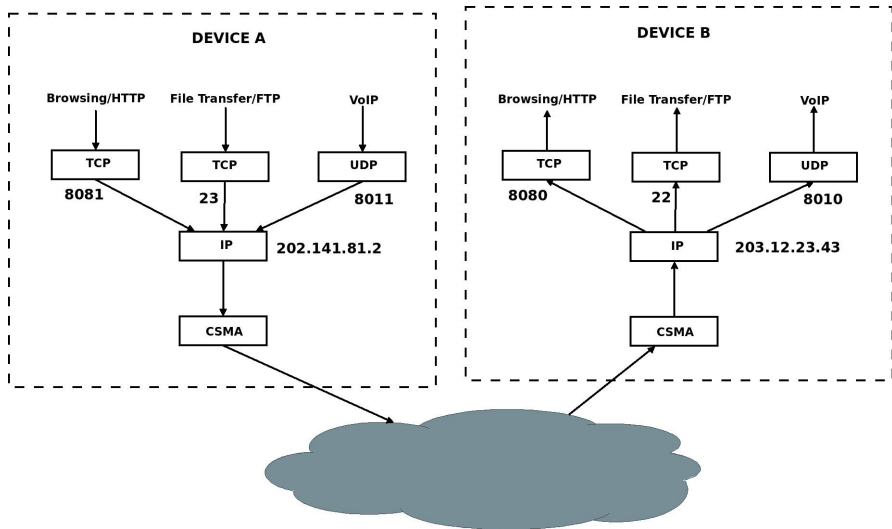 DEVICE A
Browsing/HTTP File Transfer/FTP VoIP
TCP TCP UDP
8081 23 8011
IP 202.141.81.2
CSMA
DEVICE B
Browsing/HTTP File Transfer/FTP VoIP
TCP TCP UDP
8080 22 8010
IP 203.12.23.43
CSMA